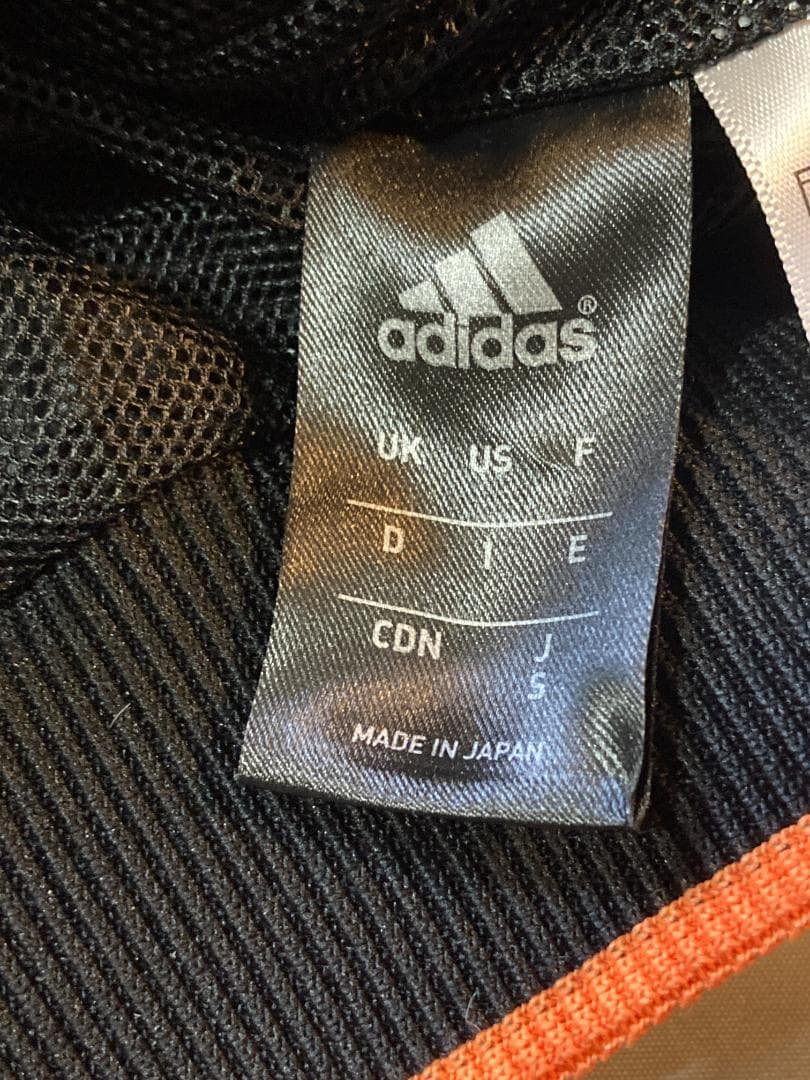 adidas®
UK US F
D I E
CDN J
S
MADE IN JAPAN